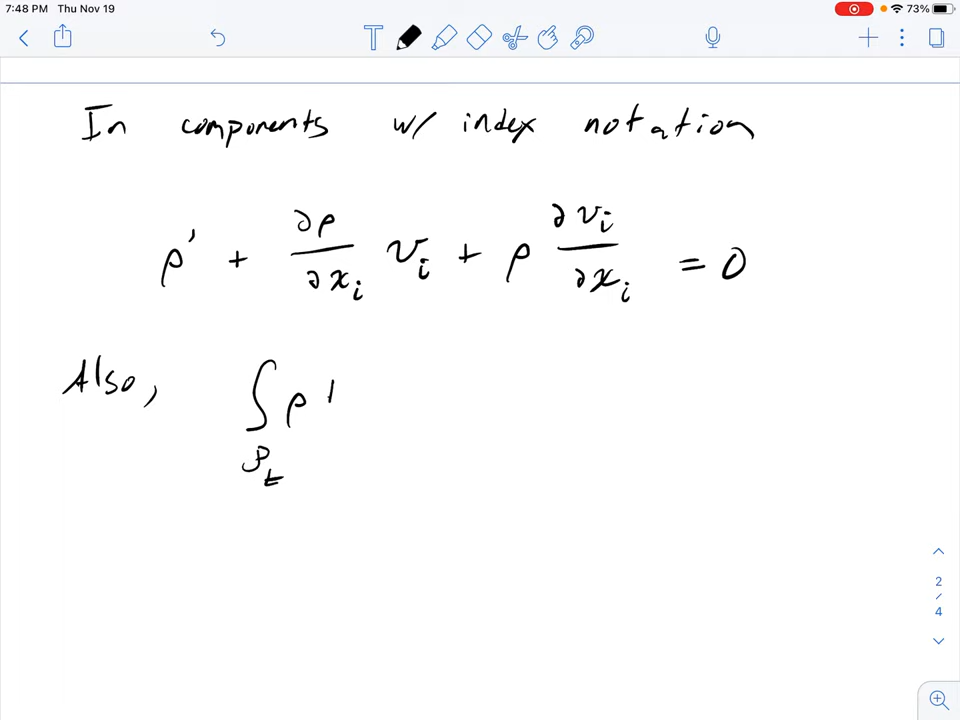 7:48 PM Thu Nov 19
73%
T
In components w/ index notation
ρ' + ∂ρ/∂x_i v_i + ρ ∂v_i/∂x_i = 0
Also, ∫_{𝒫_t} ρ
2
/
4